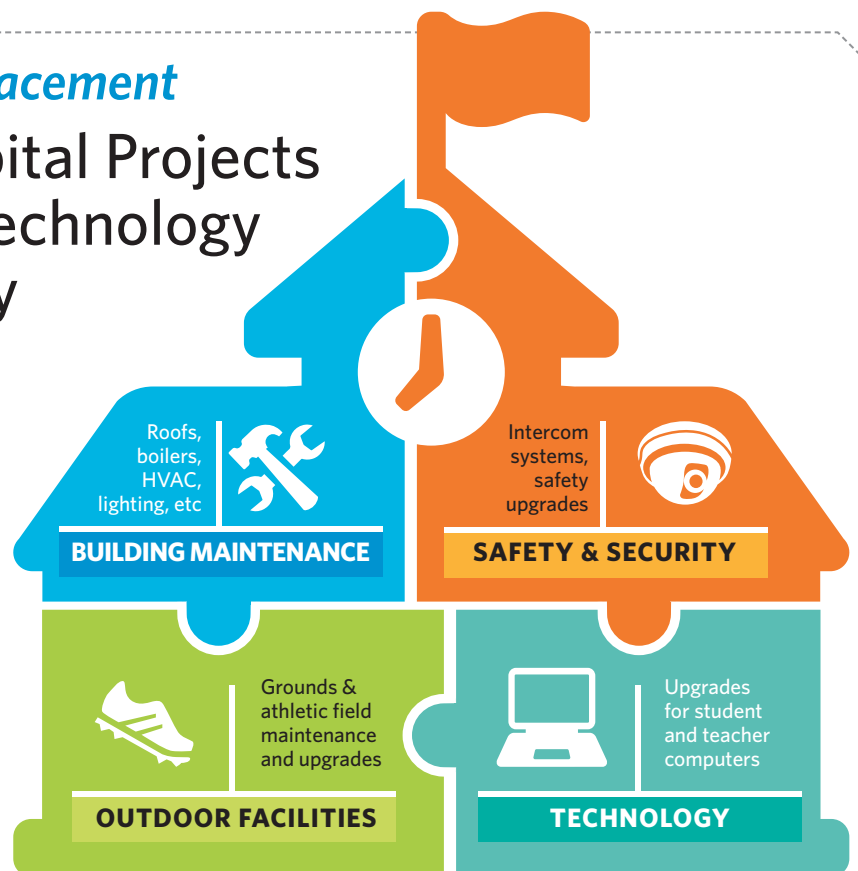 acement
ital Projects
echnology
y
Roofs,
boilers,
HVAC,
lighting, etc
BUILDING MAINTENANCE
Intercom
systems,
safety
upgrades
SAFETY & SECURITY
Grounds &
athletic field
maintenance
and upgrades
OUTDOOR FACILITIES
Upgrades
for student
and teacher
computers
TECHNOLOGY